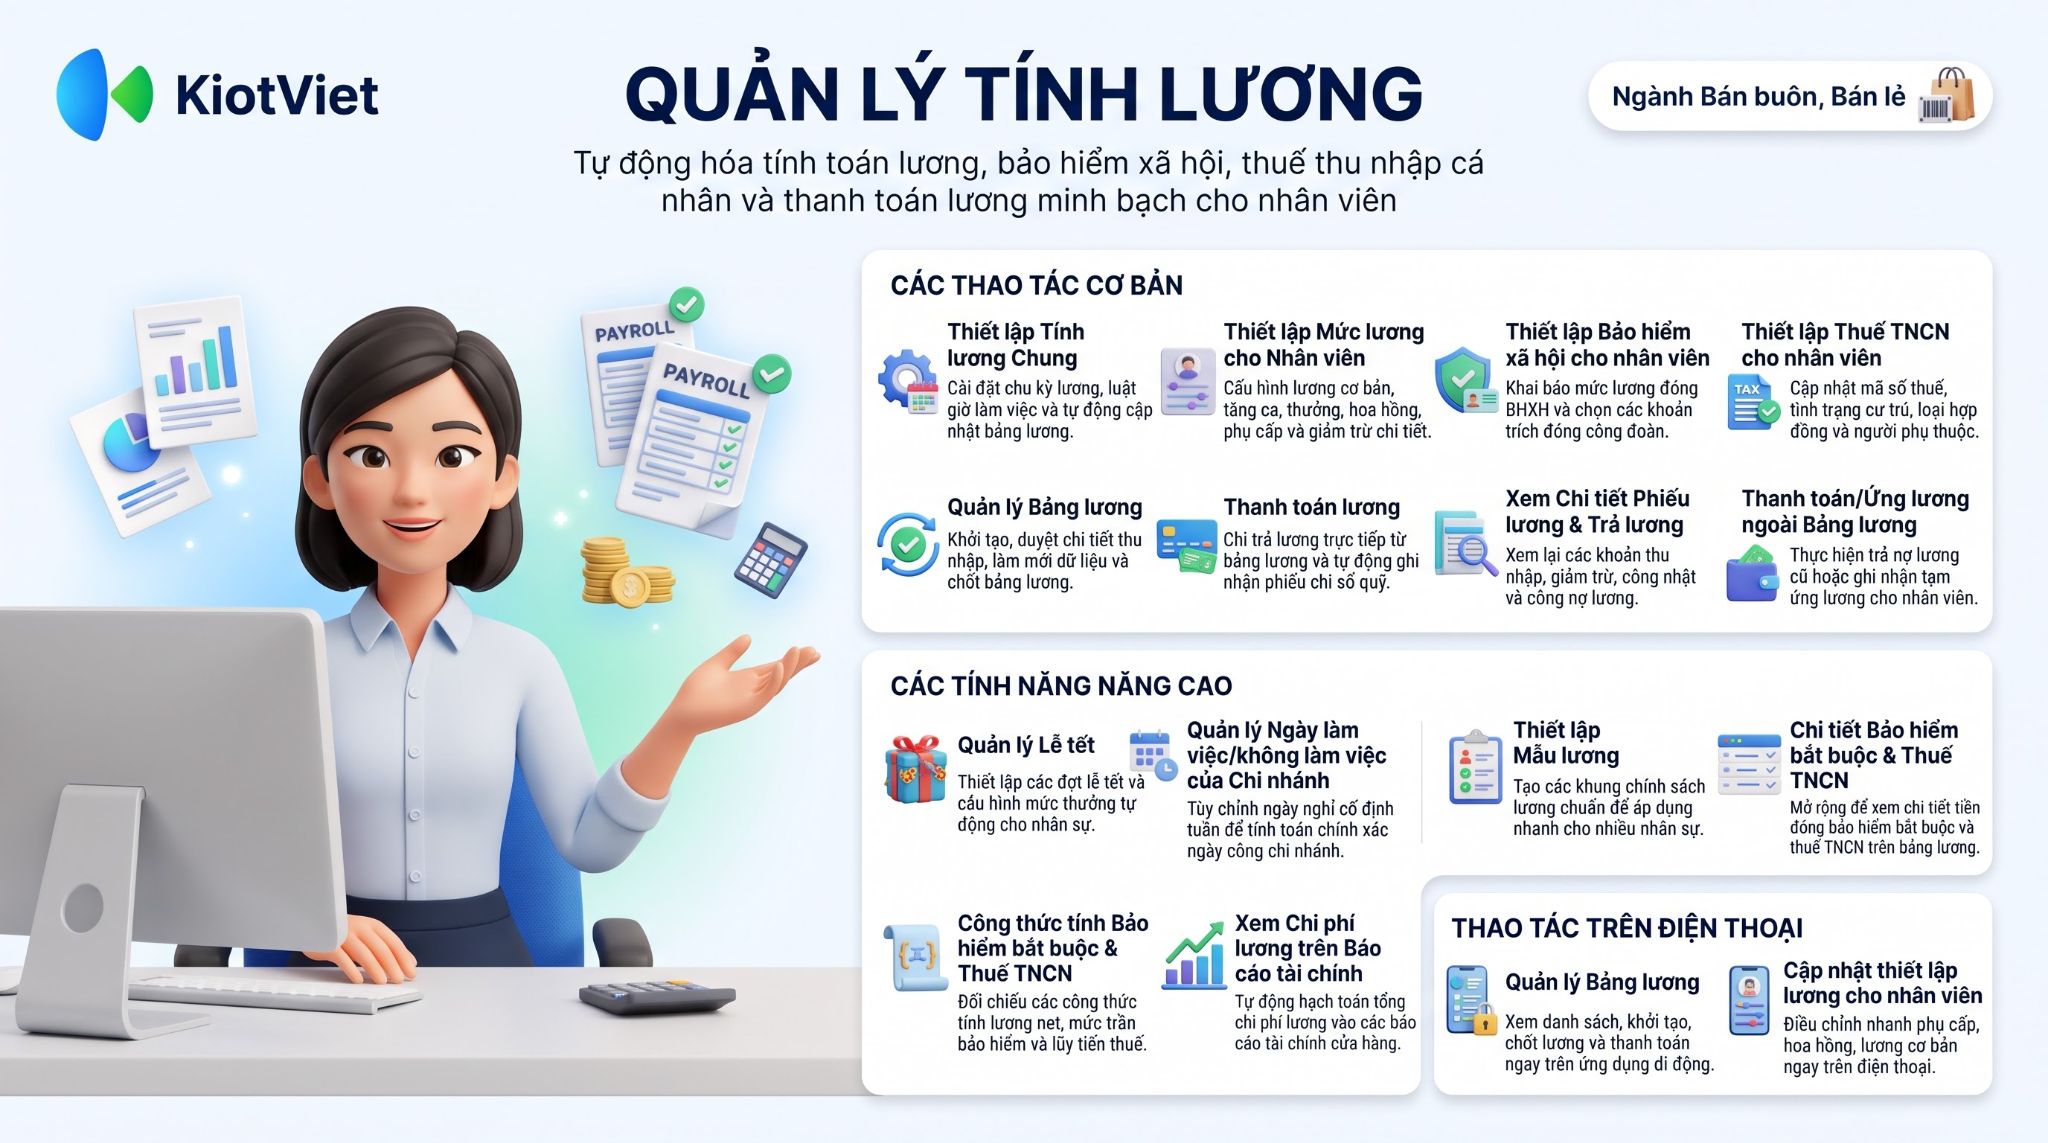 KiotViet
QUẢN LÝ TÍNH LƯƠNG
Ngành Bán buôn, Bán lẻ
Tự động hóa tính toán lương, bảo hiểm xã hội, thuế thu nhập cá
nhân và thanh toán lương minh bạch cho nhân viên
PAYROLL
PAYROLL
CÁC THAO TÁC CƠ BẢN
Thiết lập Tính
lương Chung
Cài đặt chu kỳ lương, luật
giờ làm việc và tự động cập
nhật bảng lương.
Thiết lập Mức lương
cho Nhân viên
Cấu hình lương cơ bản,
tăng ca, thưởng, hoa hồng,
phụ cấp và giảm trừ chi tiết.
Thiết lập Bảo hiểm
xã hội cho nhân viên
Khai báo mức lương đóng
BHXH và chọn các khoản
trích đóng công đoàn.
Thiết lập Thuế TNCN
cho nhân viên
TAX
Cập nhật mã số thuế,
tình trạng cư trú, loại hợp
đồng và người phụ thuộc.
Quản lý Bảng lương
Khởi tạo, duyệt chi tiết thu
nhập, làm mới dữ liệu và
chốt bảng lương.
Thanh toán lương
Chi trả lương trực tiếp từ
bảng lương và tự động ghi
nhận phiếu chi sổ quỹ.
Xem Chi tiết Phiếu
lương & Trả lương
Xem lại các khoản thu
nhập, giảm trừ, công nhật
và công nợ lương.
Thanh toán/Ứng lương
ngoài Bảng lương
Thực hiện trả nợ lương
cũ hoặc ghi nhận tạm
ứng lương cho nhân viên.
CÁC TÍNH NĂNG NĂNG CAO
Quản lý Lễ tết
Thiết lập các đợt lễ tết và
cấu hình mức thưởng tự
động cho nhân sự.
Quản lý Ngày làm
việc/không làm việc
của Chi nhánh
Tùy chỉnh ngày nghỉ cố định
tuần để tính toán chính xác
ngày công chi nhánh.
Thiết lập
Mẫu lương
Tạo các khung chính sách
lương chuẩn để áp dụng
nhanh cho nhiều nhân sự.
Chi tiết Bảo hiểm
bắt buộc & Thuế
TNCN
Mở rộng để xem chi tiết tiền
đóng bảo hiểm bắt buộc và
thuế TNCN trên bảng lương.
Công thức tính Bảo
hiểm bắt buộc &
Thuế TNCN
Đối chiếu các công thức
tính lương net, mức trần
bảo hiểm và lũy tiến thuế.
Xem Chi phí
lương trên Báo
cáo tài chính
Tự động hạch toán tổng
chi phí lương vào các báo
cáo tài chính cửa hàng.
THAO TÁC TRÊN ĐIỆN THOẠI
Quản lý Bảng lương
Xem danh sách, khởi tạo,
chốt lương và thanh toán
ngay trên ứng dụng di động.
Cập nhật thiết lập
lương cho nhân viên
Điều chỉnh nhanh phụ cấp,
hoa hồng, lương cơ bản
ngay trên điện thoại.